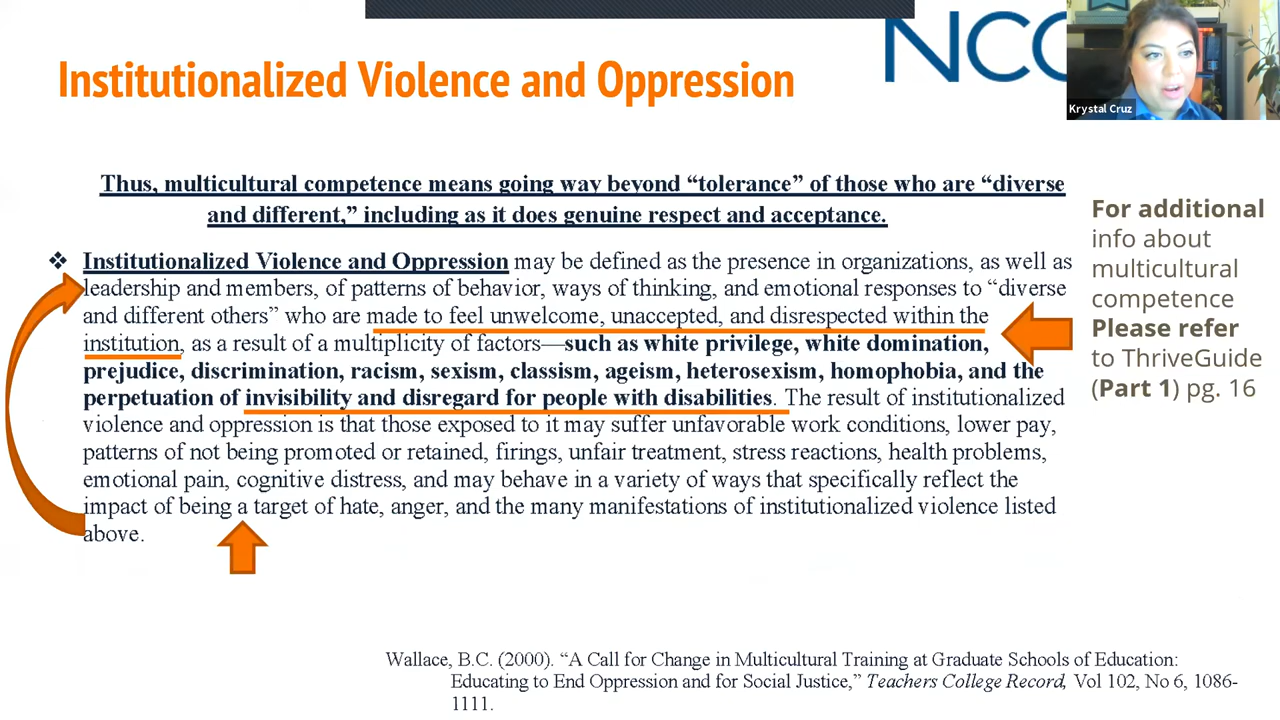 Institutionalized Violence and Oppression
NCC
Krystal Cruz
Thus, multicultural competence means going way beyond “tolerance” of those who are “diverse
and different,” including as it does genuine respect and acceptance.
❖ Institutionalized Violence and Oppression may be defined as the presence in organizations, as well as
leadership and members, of patterns of behavior, ways of thinking, and emotional responses to “diverse
and different others” who are made to feel unwelcome, unaccepted, and disrespected within the
institution, as a result of a multiplicity of factors—such as white privilege, white domination,
prejudice, discrimination, racism, sexism, classism, ageism, heterosexism, homophobia, and the
perpetuation of invisibility and disregard for people with disabilities. The result of institutionalized
violence and oppression is that those exposed to it may suffer unfavorable work conditions, lower pay,
patterns of not being promoted or retained, firings, unfair treatment, stress reactions, health problems,
emotional pain, cognitive distress, and may behave in a variety of ways that specifically reflect the
impact of being a target of hate, anger, and the many manifestations of institutionalized violence listed
above.
For additional
info about
multicultural
competence
Please refer
to ThriveGuide
(Part 1) pg. 16
Wallace, B.C. (2000). “A Call for Change in Multicultural Training at Graduate Schools of Education:
Educating to End Oppression and for Social Justice,” Teachers College Record, Vol 102, No 6, 1086-
1111.